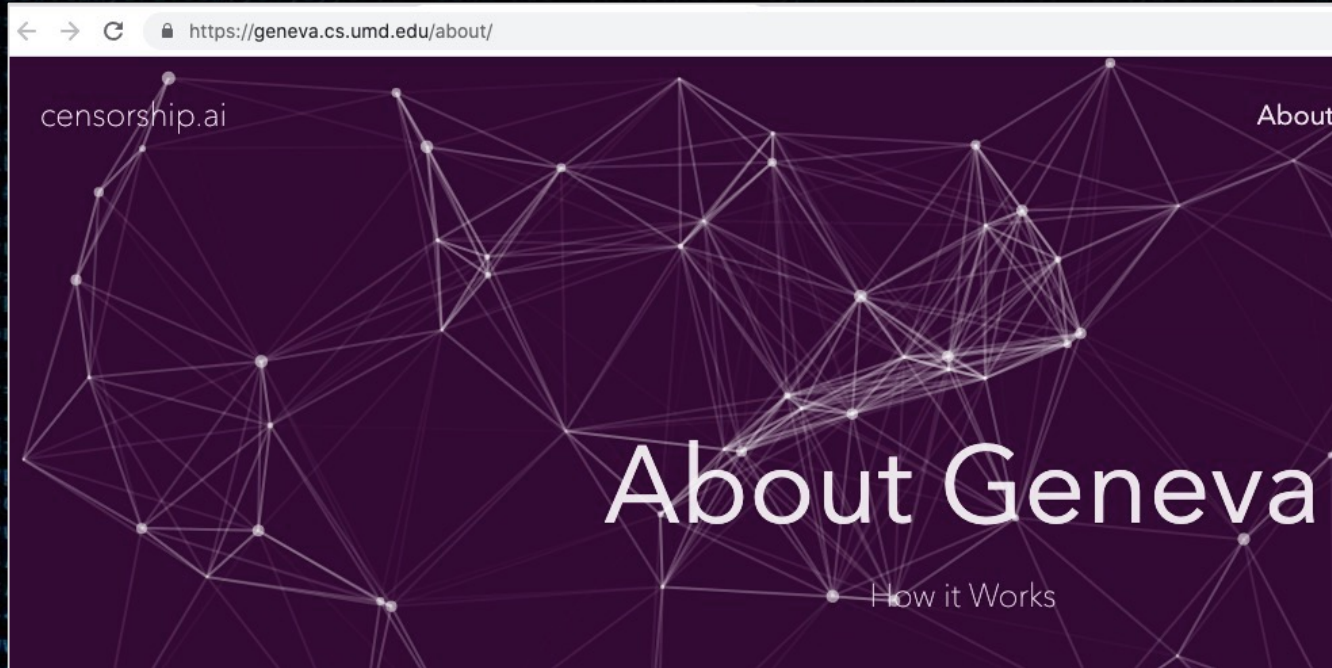 https://geneva.cs.umd.edu/about/
censorship.ai
About
About Geneva
How it Works